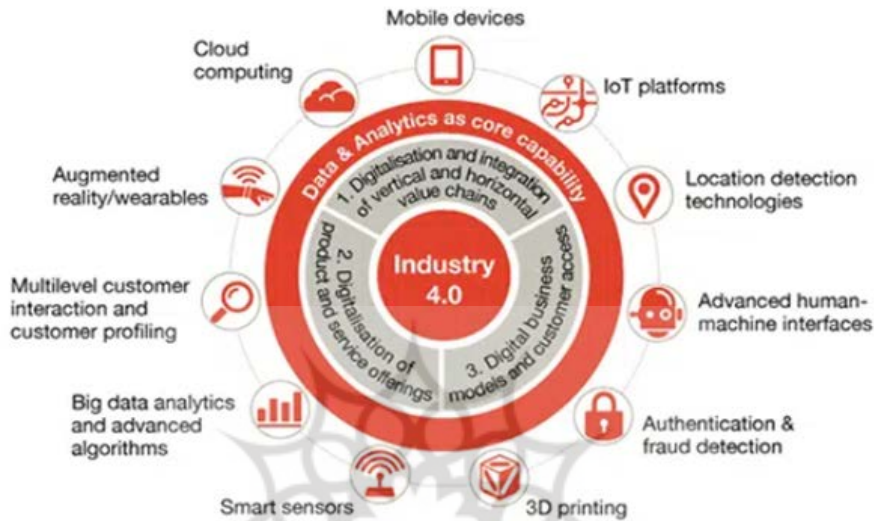 Mobile devices
Cloud
computing
IoT platforms
Augmented
reality/wearables
Location detection
technologies
Multilevel customer
interaction and
customer profiling
Advanced human-
machine interfaces
Big data analytics
and advanced
algorithms
Authentication &
fraud detection
Smart sensors
3D printing
Data & Analytics as core capability
1. Digitalisation and integration
of vertical and horizontal
value chains
2. Digitalisation of
product and service offerings
3. Digital business
models and customer access
Industry
4.0